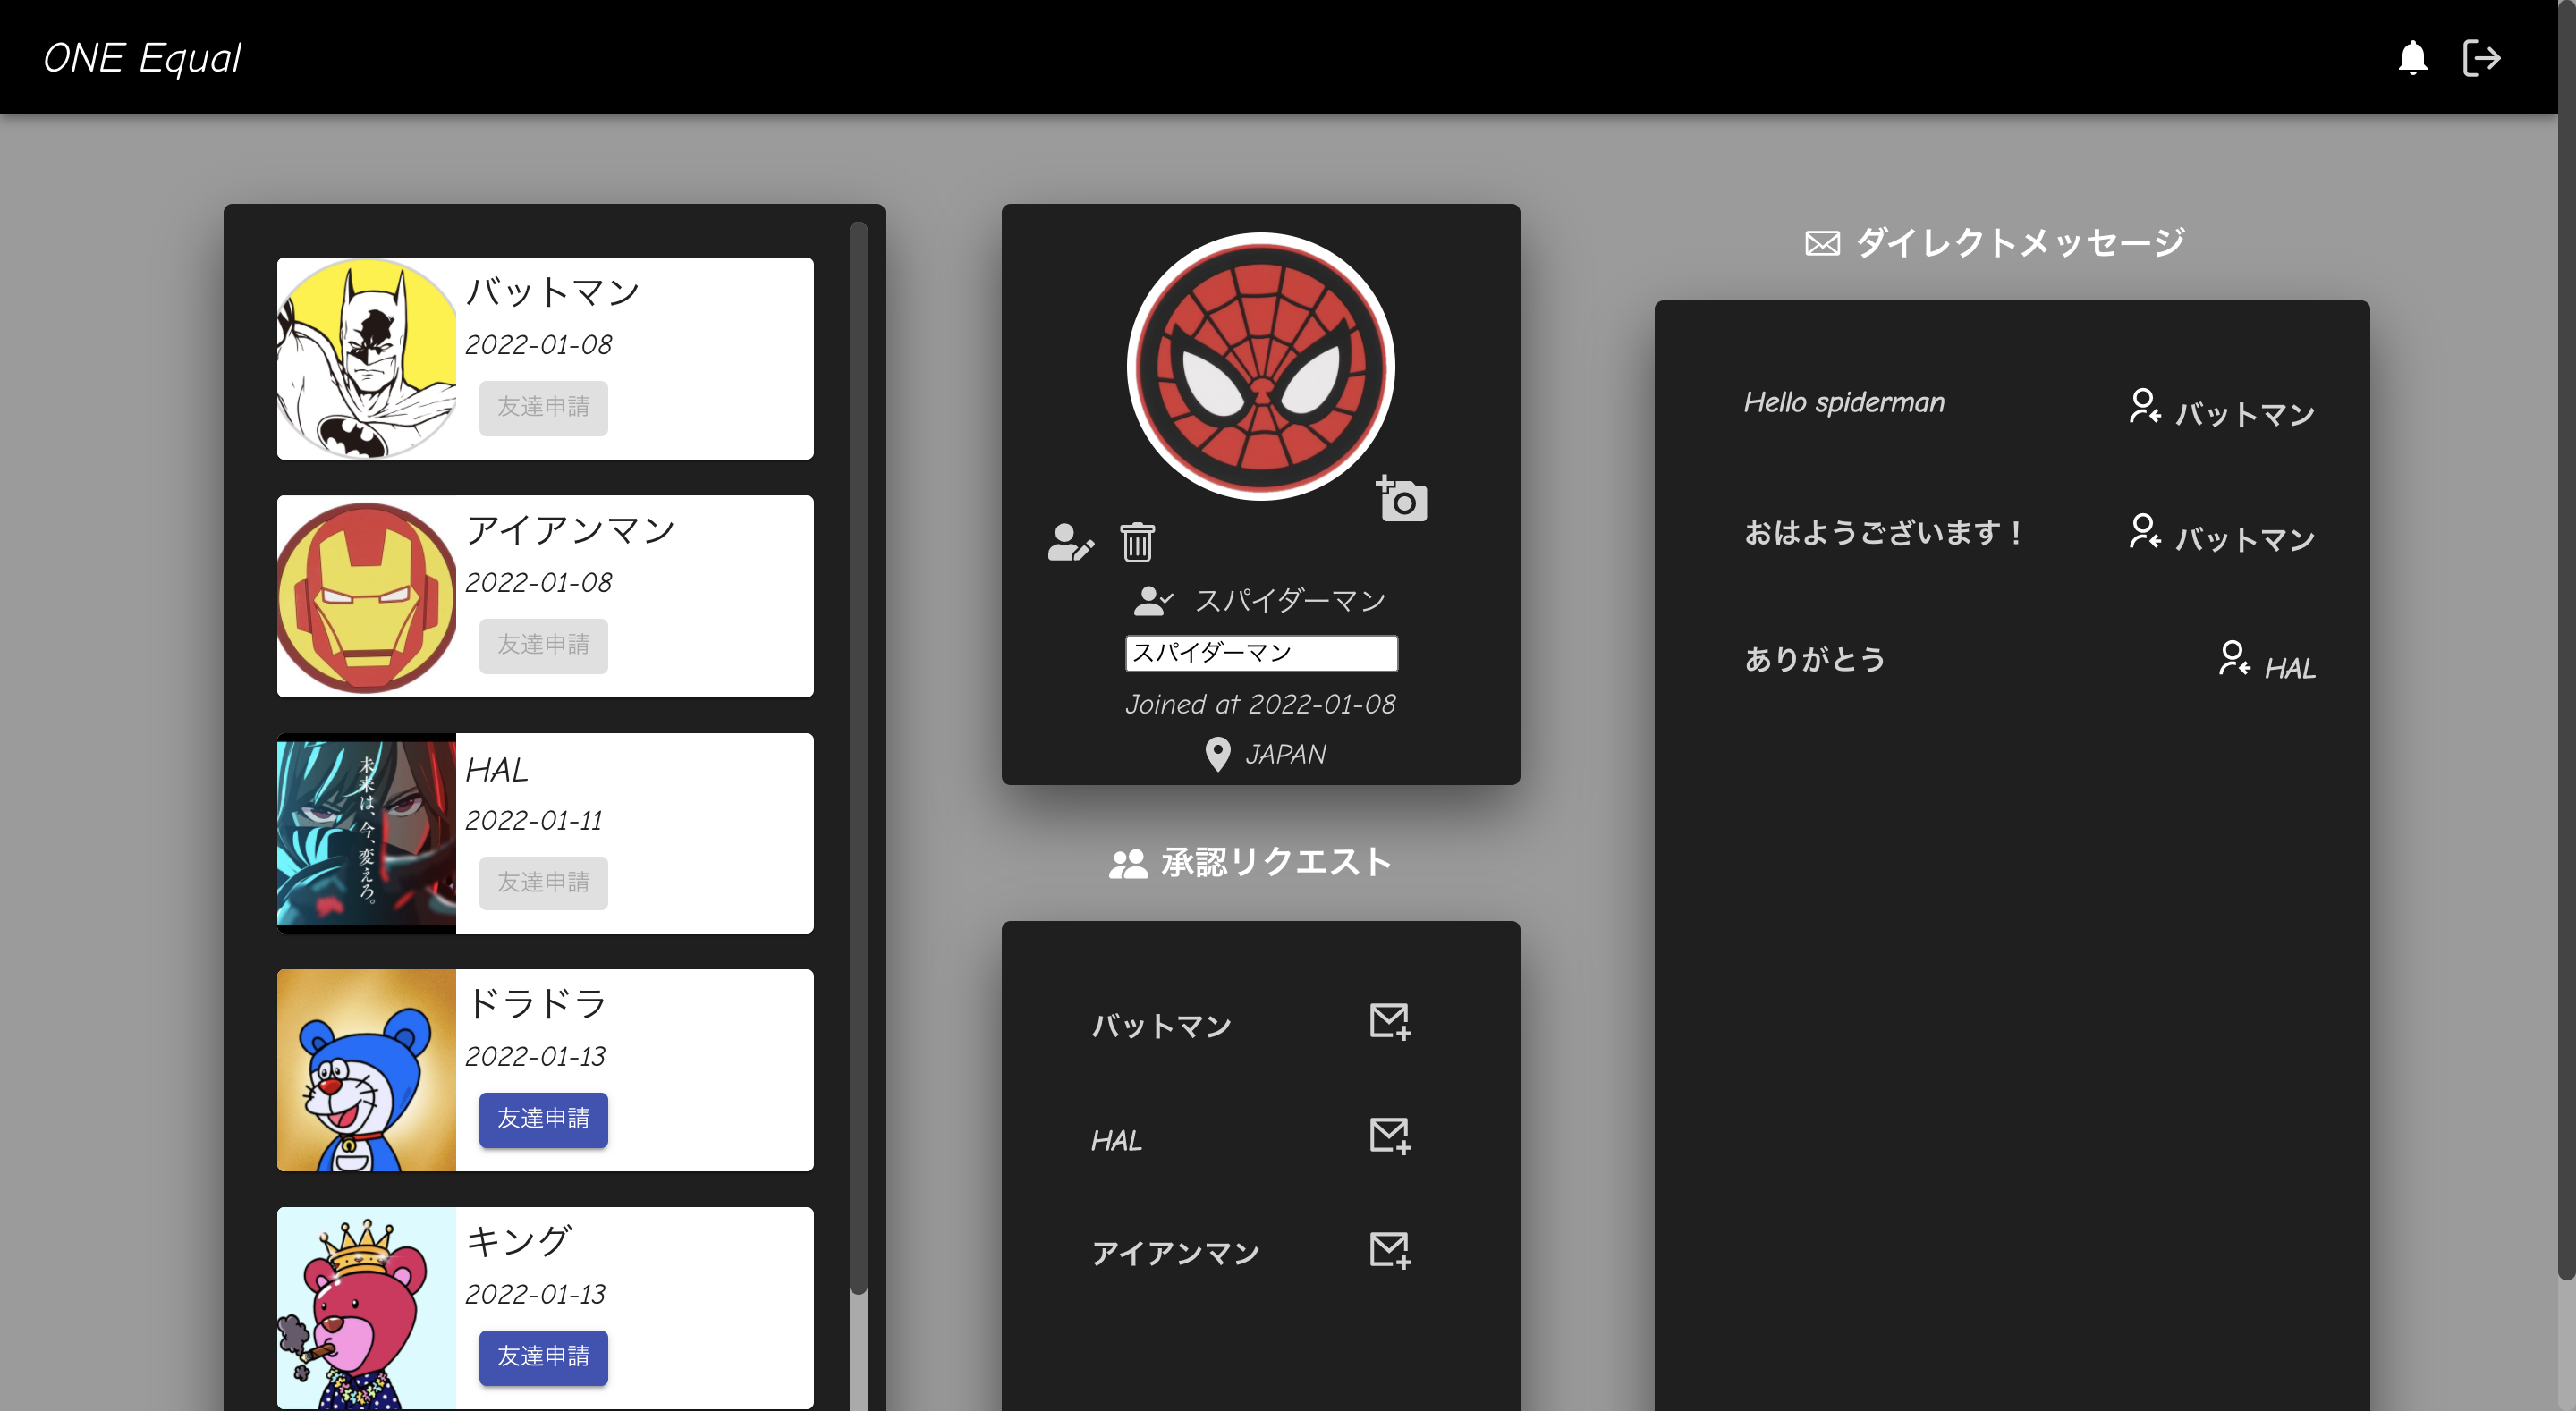 ONE Equal
バットマン
2022-01-08
友達申請
アイアンマン
2022-01-08
友達申請
未来は、今、変えろ。
HAL
2022-01-11
友達申請
ドラドラ
2022-01-13
友達申請
キング
2022-01-13
友達申請
スパイダーマン
スパイダーマン
Joined at 2022-01-08
JAPAN
承認リクエスト
バットマン
HAL
アイアンマン
ダイレクトメッセージ
Hello spiderman
バットマン
おはようございます！
バットマン
ありがとう
HAL